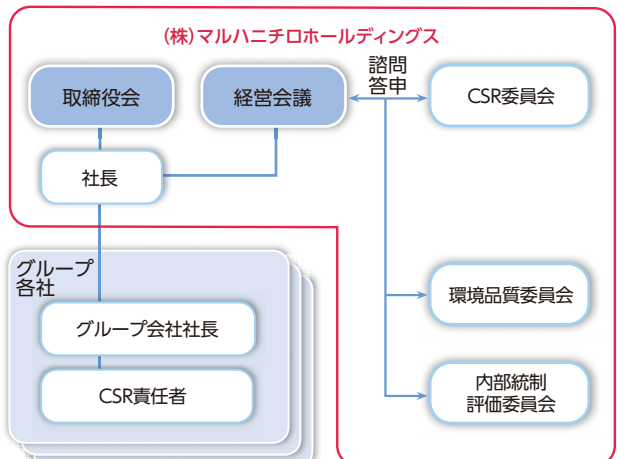 (株)マルハニチロホールディングス
取締役会
経営会議
諮問
答申
CSR委員会
社長
グループ
各社
グループ会社社長
CSR責任者
環境品質委員会
内部統制
評価委員会